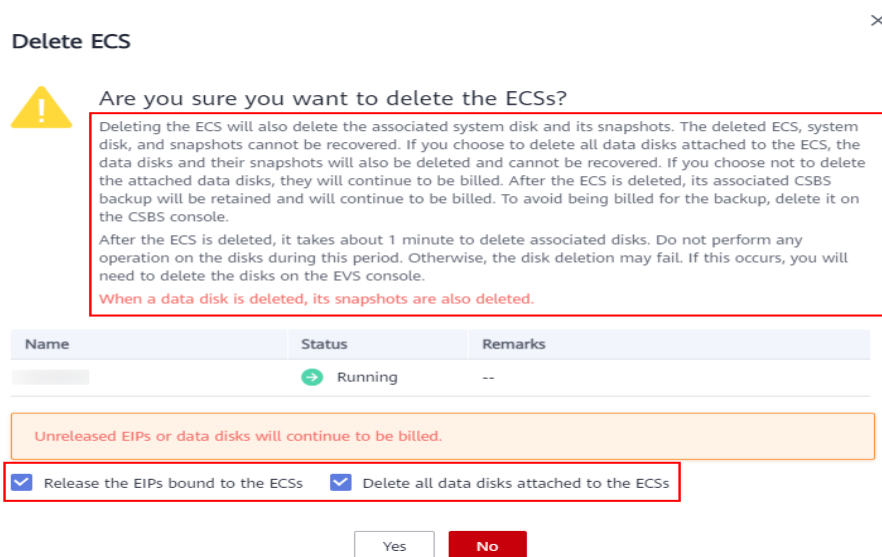 Delete ECS
Are you sure you want to delete the ECSs?
Deleting the ECS will also delete the associated system disk and its snapshots. The deleted ECS, system
disk, and snapshots cannot be recovered. If you choose to delete all data disks attached to the ECS, the
data disks and their snapshots will also be deleted and cannot be recovered. If you choose not to delete
the attached data disks, they will continue to be billed. After the ECS is deleted, its associated CSBS
backup will be retained and will continue to be billed. To avoid being billed for the backup, delete it on
the CSBS console.
After the ECS is deleted, it takes about 1 minute to delete associated disks. Do not perform any
operation on the disks during this period. Otherwise, the disk deletion may fail. If this occurs, you will
need to delete the disks on the EVS console.
When a data disk is deleted, its snapshots are also deleted.
Name Status Remarks
Running --
Unreleased EIPs or data disks will continue to be billed.
Release the EIPs bound to the ECSs Delete all data disks attached to the ECSs
Yes No